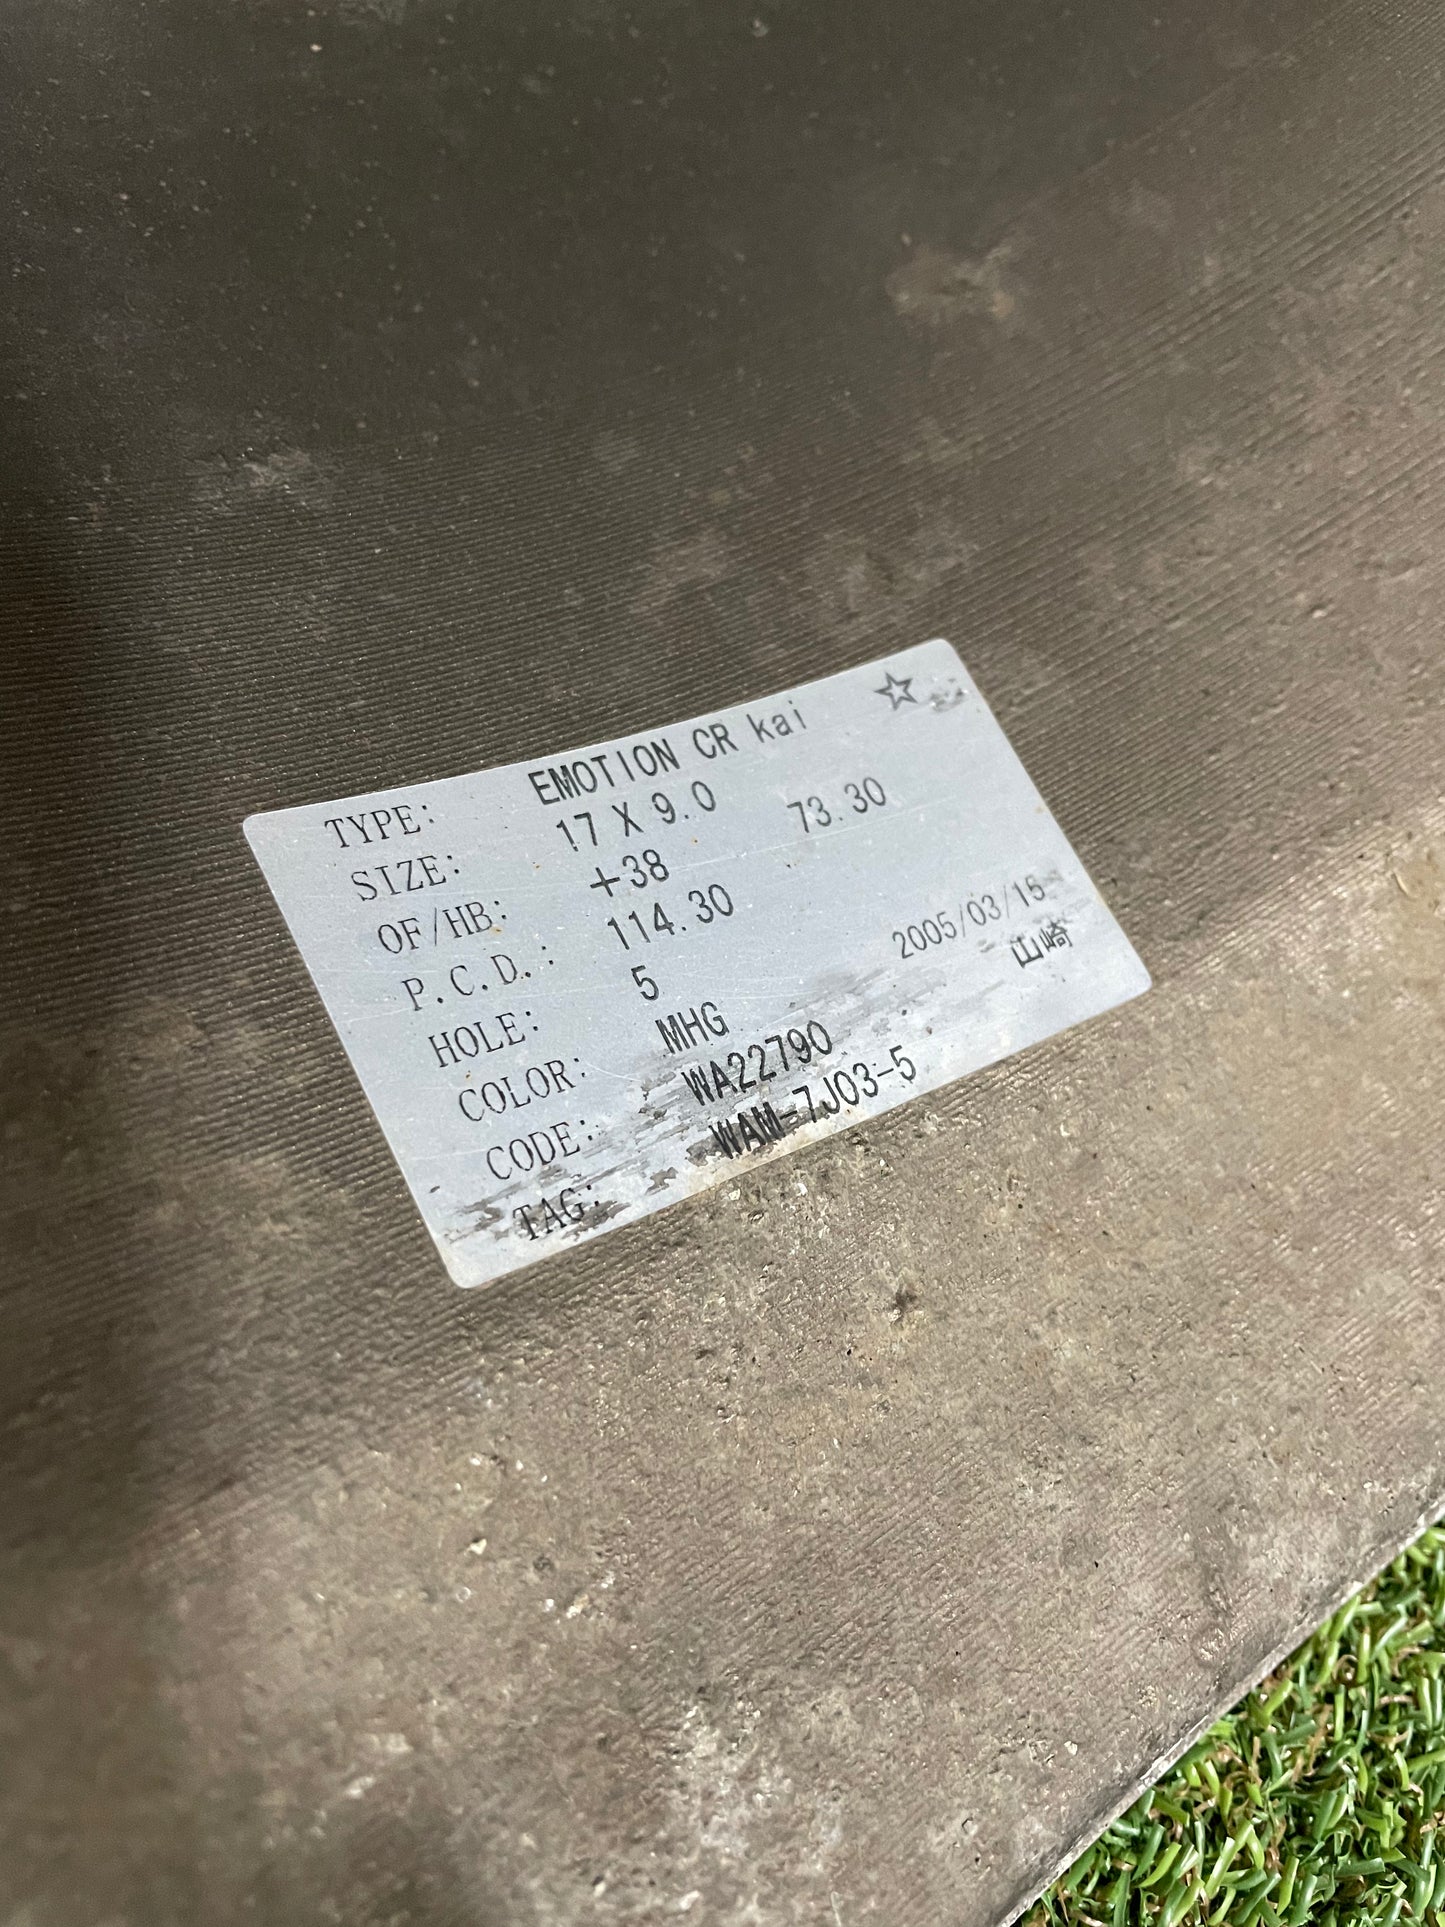 TYPE: EMOTION CR kai ☆
SIZE: 17 X 9.0
OF/HB: +38 73.30
P.C.D.: 114.30
HOLE: 5 2005/03/15
COLOR: MHG 山崎
CODE: WA22790
TAG: WAM-7J03-5